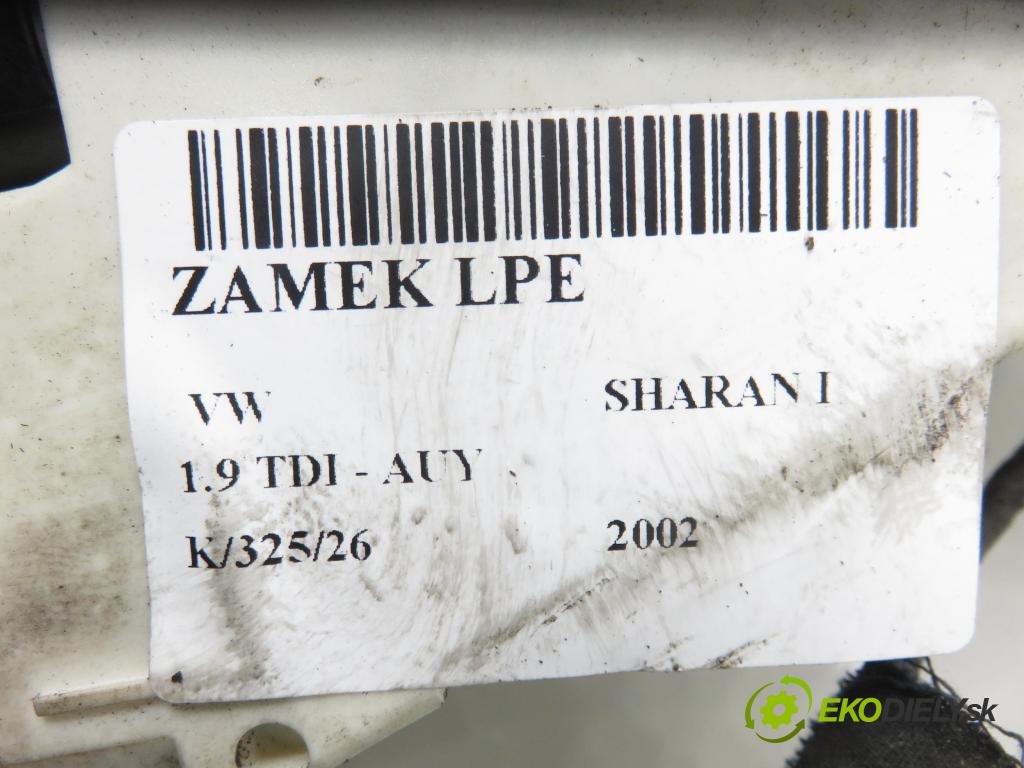 ZAMEK LPE
VW SHARAN I
1.9 TDI - AUY
K/325/26 2002
EKODIELY.sk